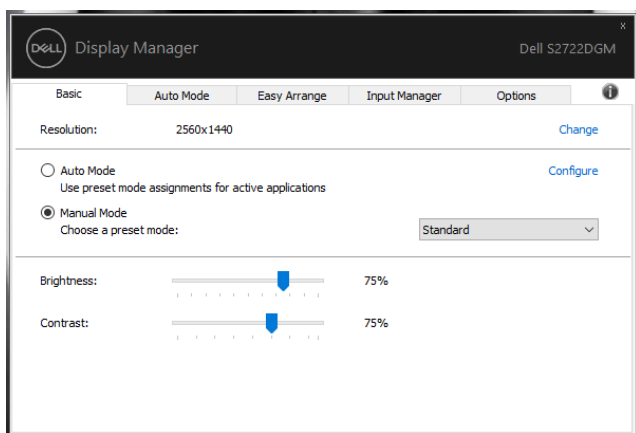 DELL Display Manager Dell S2722DGM x
Basic Auto Mode Easy Arrange Input Manager Options i
Resolution: 2560x1440 Change
Auto Mode Configure
Use preset mode assignments for active applications
Manual Mode
Choose a preset mode: Standard
Brightness: 75%
Contrast: 75%